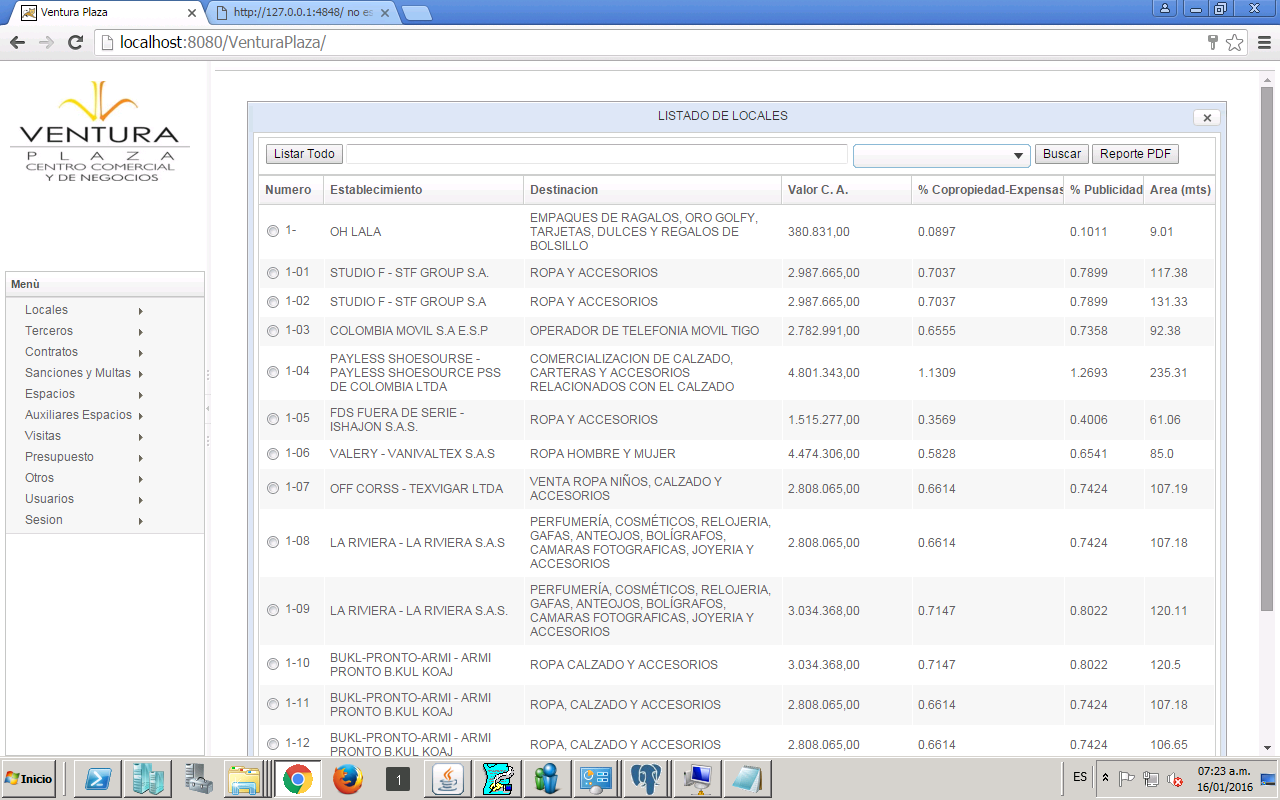 Ventura Plaza
http://127.0.0.1:4848/ no es
localhost:8080/VenturaPlaza/
VENTURA
PLAZA
CENTRO COMERCIAL
Y DE NEGOCIOS
Menù
Locales
Terceros
Contratos
Sanciones y Multas
Espacios
Auxiliares Espacios
Visitas
Presupuesto
Otros
Usuarios
Sesion
LISTADO DE LOCALES
Listar Todo Buscar Reporte PDF
Numero Establecimiento Destinacion Valor C. A. % Copropiedad-Expensas % Publicidad Area (mts)
1- OH LALA EMPAQUES DE RAGALOS, ORO GOLFY, 380.831,00 0.0897 0.1011 9.01
TARJETAS, DULCES Y REGALOS DE
BOLSILLO
1-01 STUDIO F - STF GROUP S.A. ROPA Y ACCESORIOS 2.987.665,00 0.7037 0.7899 117.38
1-02 STUDIO F - STF GROUP S.A ROPA Y ACCESORIOS 2.987.665,00 0.7037 0.7899 131.33
1-03 COLOMBIA MOVIL S.A E.S.P OPERADOR DE TELEFONIA MOVIL TIGO 2.782.991,00 0.6555 0.7358 92.38
1-04 PAYLESS SHOESOURSE - COMERCIALIZACION DE CALZADO, 4.801.343,00 1.1309 1.2693 235.31
PAYLESS SHOESOURCE PSS CARTERAS Y ACCESORIOS
DE COLOMBIA LTDA RELACIONADOS CON EL CALZADO
1-05 FDS FUERA DE SERIE - ROPA Y ACCESORIOS 1.515.277,00 0.3569 0.4006 61.06
ISHAJON S.A.S.
1-06 VALERY - VANIVALTEX S.A.S ROPA HOMBRE Y MUJER 4.474.306,00 0.5828 0.6541 85.0
1-07 OFF CORSS - TEXVIGAR LTDA VENTA ROPA NIÑOS, CALZADO Y 2.808.065,00 0.6614 0.7424 107.19
ACCESORIOS
1-08 LA RIVIERA - LA RIVIERA S.A.S PERFUMERÍA, COSMÉTICOS, RELOJERIA, 2.808.065,00 0.6614 0.7424 107.18
GAFAS, ANTEOJOS, BOLÍGRAFOS,
CAMARAS FOTOGRAFICAS, JOYERIA Y
ACCESORIOS
1-09 LA RIVIERA - LA RIVIERA S.A.S. PERFUMERÍA, COSMÉTICOS, RELOJERIA, 3.034.368,00 0.7147 0.8022 120.11
GAFAS, ANTEOJOS, BOLÍGRAFOS,
CAMARAS FOTOGRAFICAS, JOYERIA Y
ACCESORIOS
1-10 BUKL-PRONTO-ARMI - ARMI ROPA CALZADO Y ACCESORIOS 3.034.368,00 0.7147 0.8022 120.5
PRONTO B.KUL KOAJ
1-11 BUKL-PRONTO-ARMI - ARMI ROPA, CALZADO Y ACCESORIOS 2.808.065,00 0.6614 0.7424 107.18
PRONTO B.KUL KOAJ
1-12 BUKL-PRONTO-ARMI - ARMI ROPA, CALZADO Y ACCESORIOS 2.808.065,00 0.6614 0.7424 106.65
PRONTO B.KUL KOAJ
Inicio 1 ES 07:23 a.m.
16/01/2016